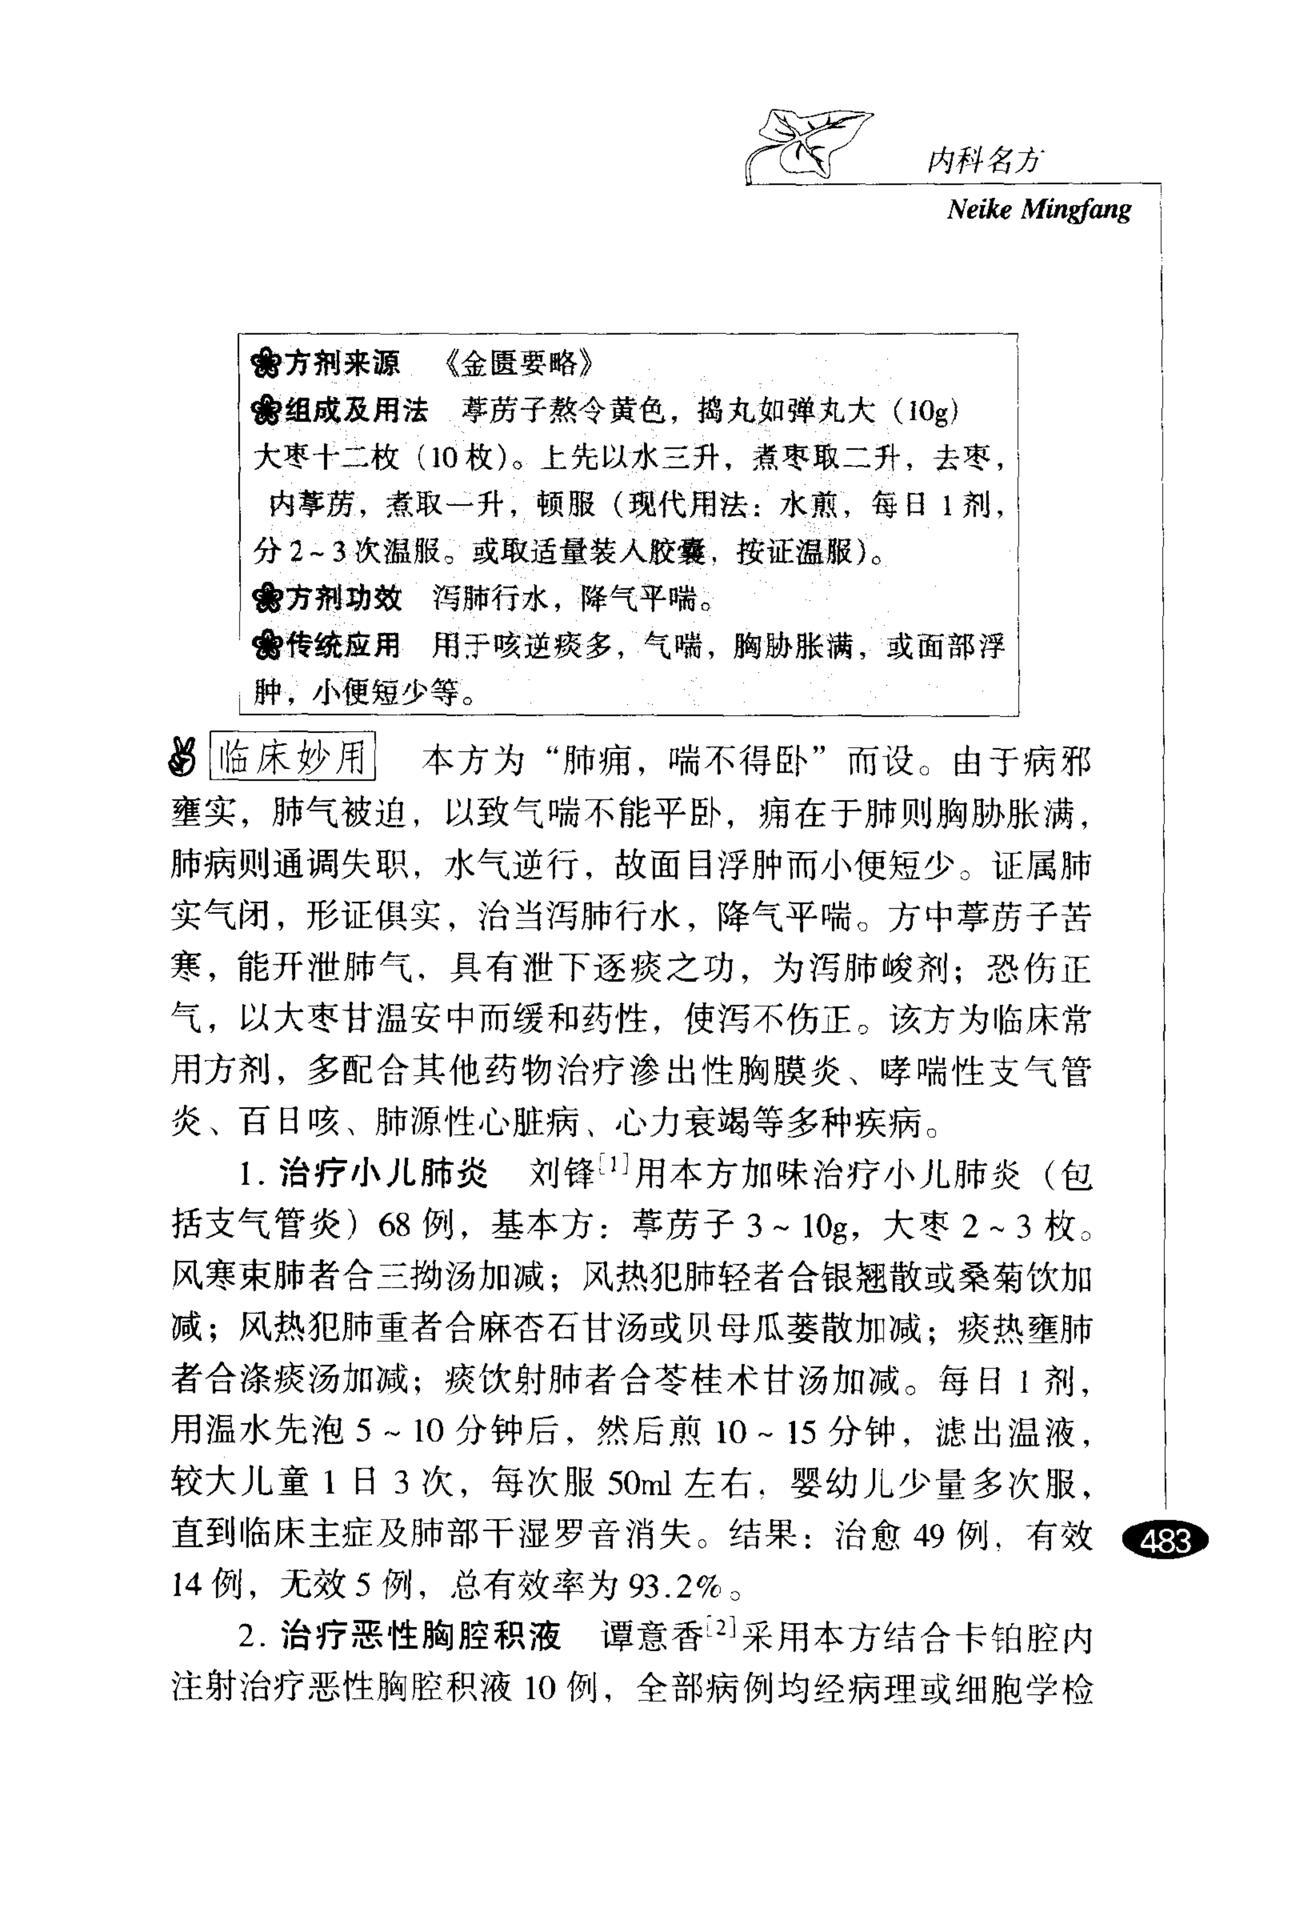 内科名方
Neike Mingfang
方剂来源 《金匮要略》
组成及用法 葶苈子熬令黄色，捣丸如弹丸大（10g）
大枣十二枚（10枚）。上先以水三升，煮枣取二升，去枣，
内葶苈，煮取一升，顿服（现代用法：水煎，每日1剂，
分2~3次温服。或取适量装人胶囊，按证温服）。
方剂功效 泻肺行水，降气平喘。
传统应用 用于咳逆痰多，气喘，胸胁胀满，或面部浮
肿，小便短少等。
临床妙用 本方为“肺痈，喘不得卧”而设。由于病邪
壅实，肺气被迫，以致气喘不能平卧，痈在于肺则胸胁胀满，
肺病则通调失职，水气逆行，故面目浮肿而小便短少。证属肺
实气闭，形证俱实，治当泻肺行水，降气平喘。方中葶苈子苦
寒，能开泄肺气，具有泄下逐痰之功，为泻肺峻剂；恐伤正
气，以大枣甘温安中而缓和药性，使泻不伤正。该方为临床常
用方剂，多配合其他药物治疗渗出性胸膜炎、哮喘性支气管
炎、百日咳、肺源性心脏病、心力衰竭等多种疾病。
1. 治疗小儿肺炎 刘锋[1]用本方加味治疗小儿肺炎（包
括支气管炎）68例，基本方：葶苈子3~10g，大枣2~3枚。
风寒束肺者合三拗汤加减；风热犯肺轻者合银翘散或桑菊饮加
减；风热犯肺重者合麻杏石甘汤或贝母瓜蒌散加减；痰热壅肺
者合涤痰汤加减；痰饮射肺者合苓桂术甘汤加减。每日1剂，
用温水先泡5~10分钟后，然后煎10~15分钟，滤出温液，
较大儿童1日3次，每次服50ml左右，婴幼儿少量多次服，
直到临床主症及肺部干湿罗音消失。结果：治愈49例，有效
14例，无效5例，总有效率为93.2%。
2. 治疗恶性胸腔积液 谭意香[2]采用本方结合卡铂腔内
注射治疗恶性胸腔积液10例，全部病例均经病理或细胞学检
483